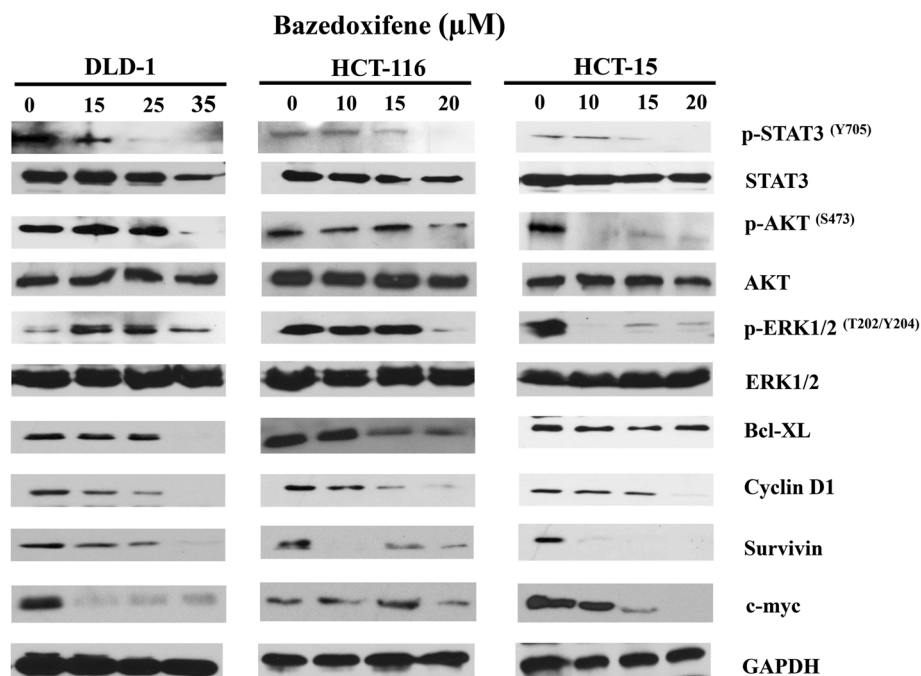 Bazedoxifene (µM)
DLD-1 HCT-116 HCT-15
0 15 25 35 0 10 15 20 0 10 15 20
p-STAT3 (Y705)
STAT3
p-AKT (S473)
AKT
p-ERK1/2 (T202/Y204)
ERK1/2
Bcl-XL
Cyclin D1
Survivin
c-myc
GAPDH